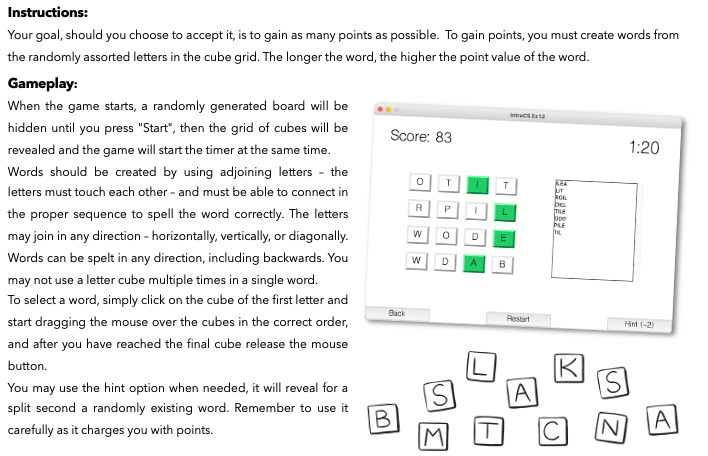 Instructions:
Your goal, should you choose to accept it, is to gain as many points as possible.  To gain points, you must create words from
the randomly assorted letters in the cube grid. The longer the word, the higher the point value of the word.
Gameplay:
When the game starts, a randomly generated board will be
hidden until you press "Start", then the grid of cubes will be
revealed and the game will start the timer at the same time.
Words should be created by using adjoining letters – the
letters must touch each other – and must be able to connect in
the proper sequence to spell the word correctly. The letters
may join in any direction – horizontally, vertically, or diagonally.
Words can be spelt in any direction, including backwards. You
may not use a letter cube multiple times in a single word.
To select a word, simply click on the cube of the first letter and
start dragging the mouse over the cubes in the correct order,
and after you have reached the final cube release the mouse
button.
You may use the hint option when needed, it will reveal for a
split second a randomly existing word. Remember to use it
carefully as it charges you with points.
IntroCS Ex12
Score: 83
1:20
O T I T
R P I L
W O D E
W D A B
ILEA
LIT
ROIL
DIEL
TILE
ODD
PILE
TIL
Back
Restart
Hint (-2)
L K
S A S
B M T C N A